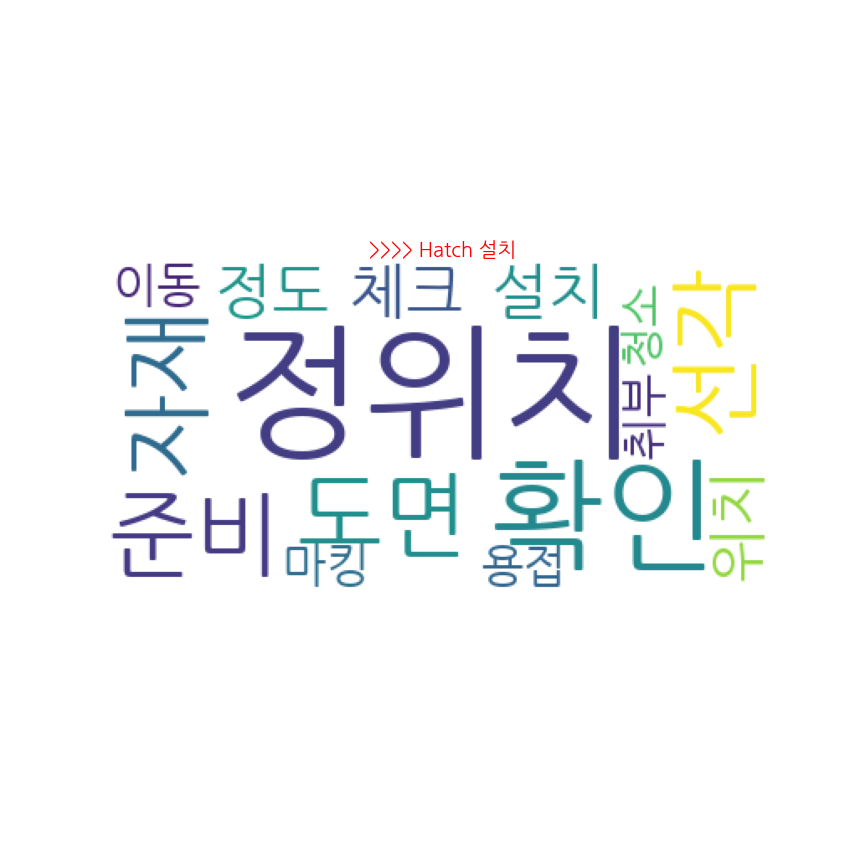 >>>> Hatch 설치
이동 정도 체크 설치
청소 선각
자재 정위치 취부
준비 도면 확인 위치
마킹 용접